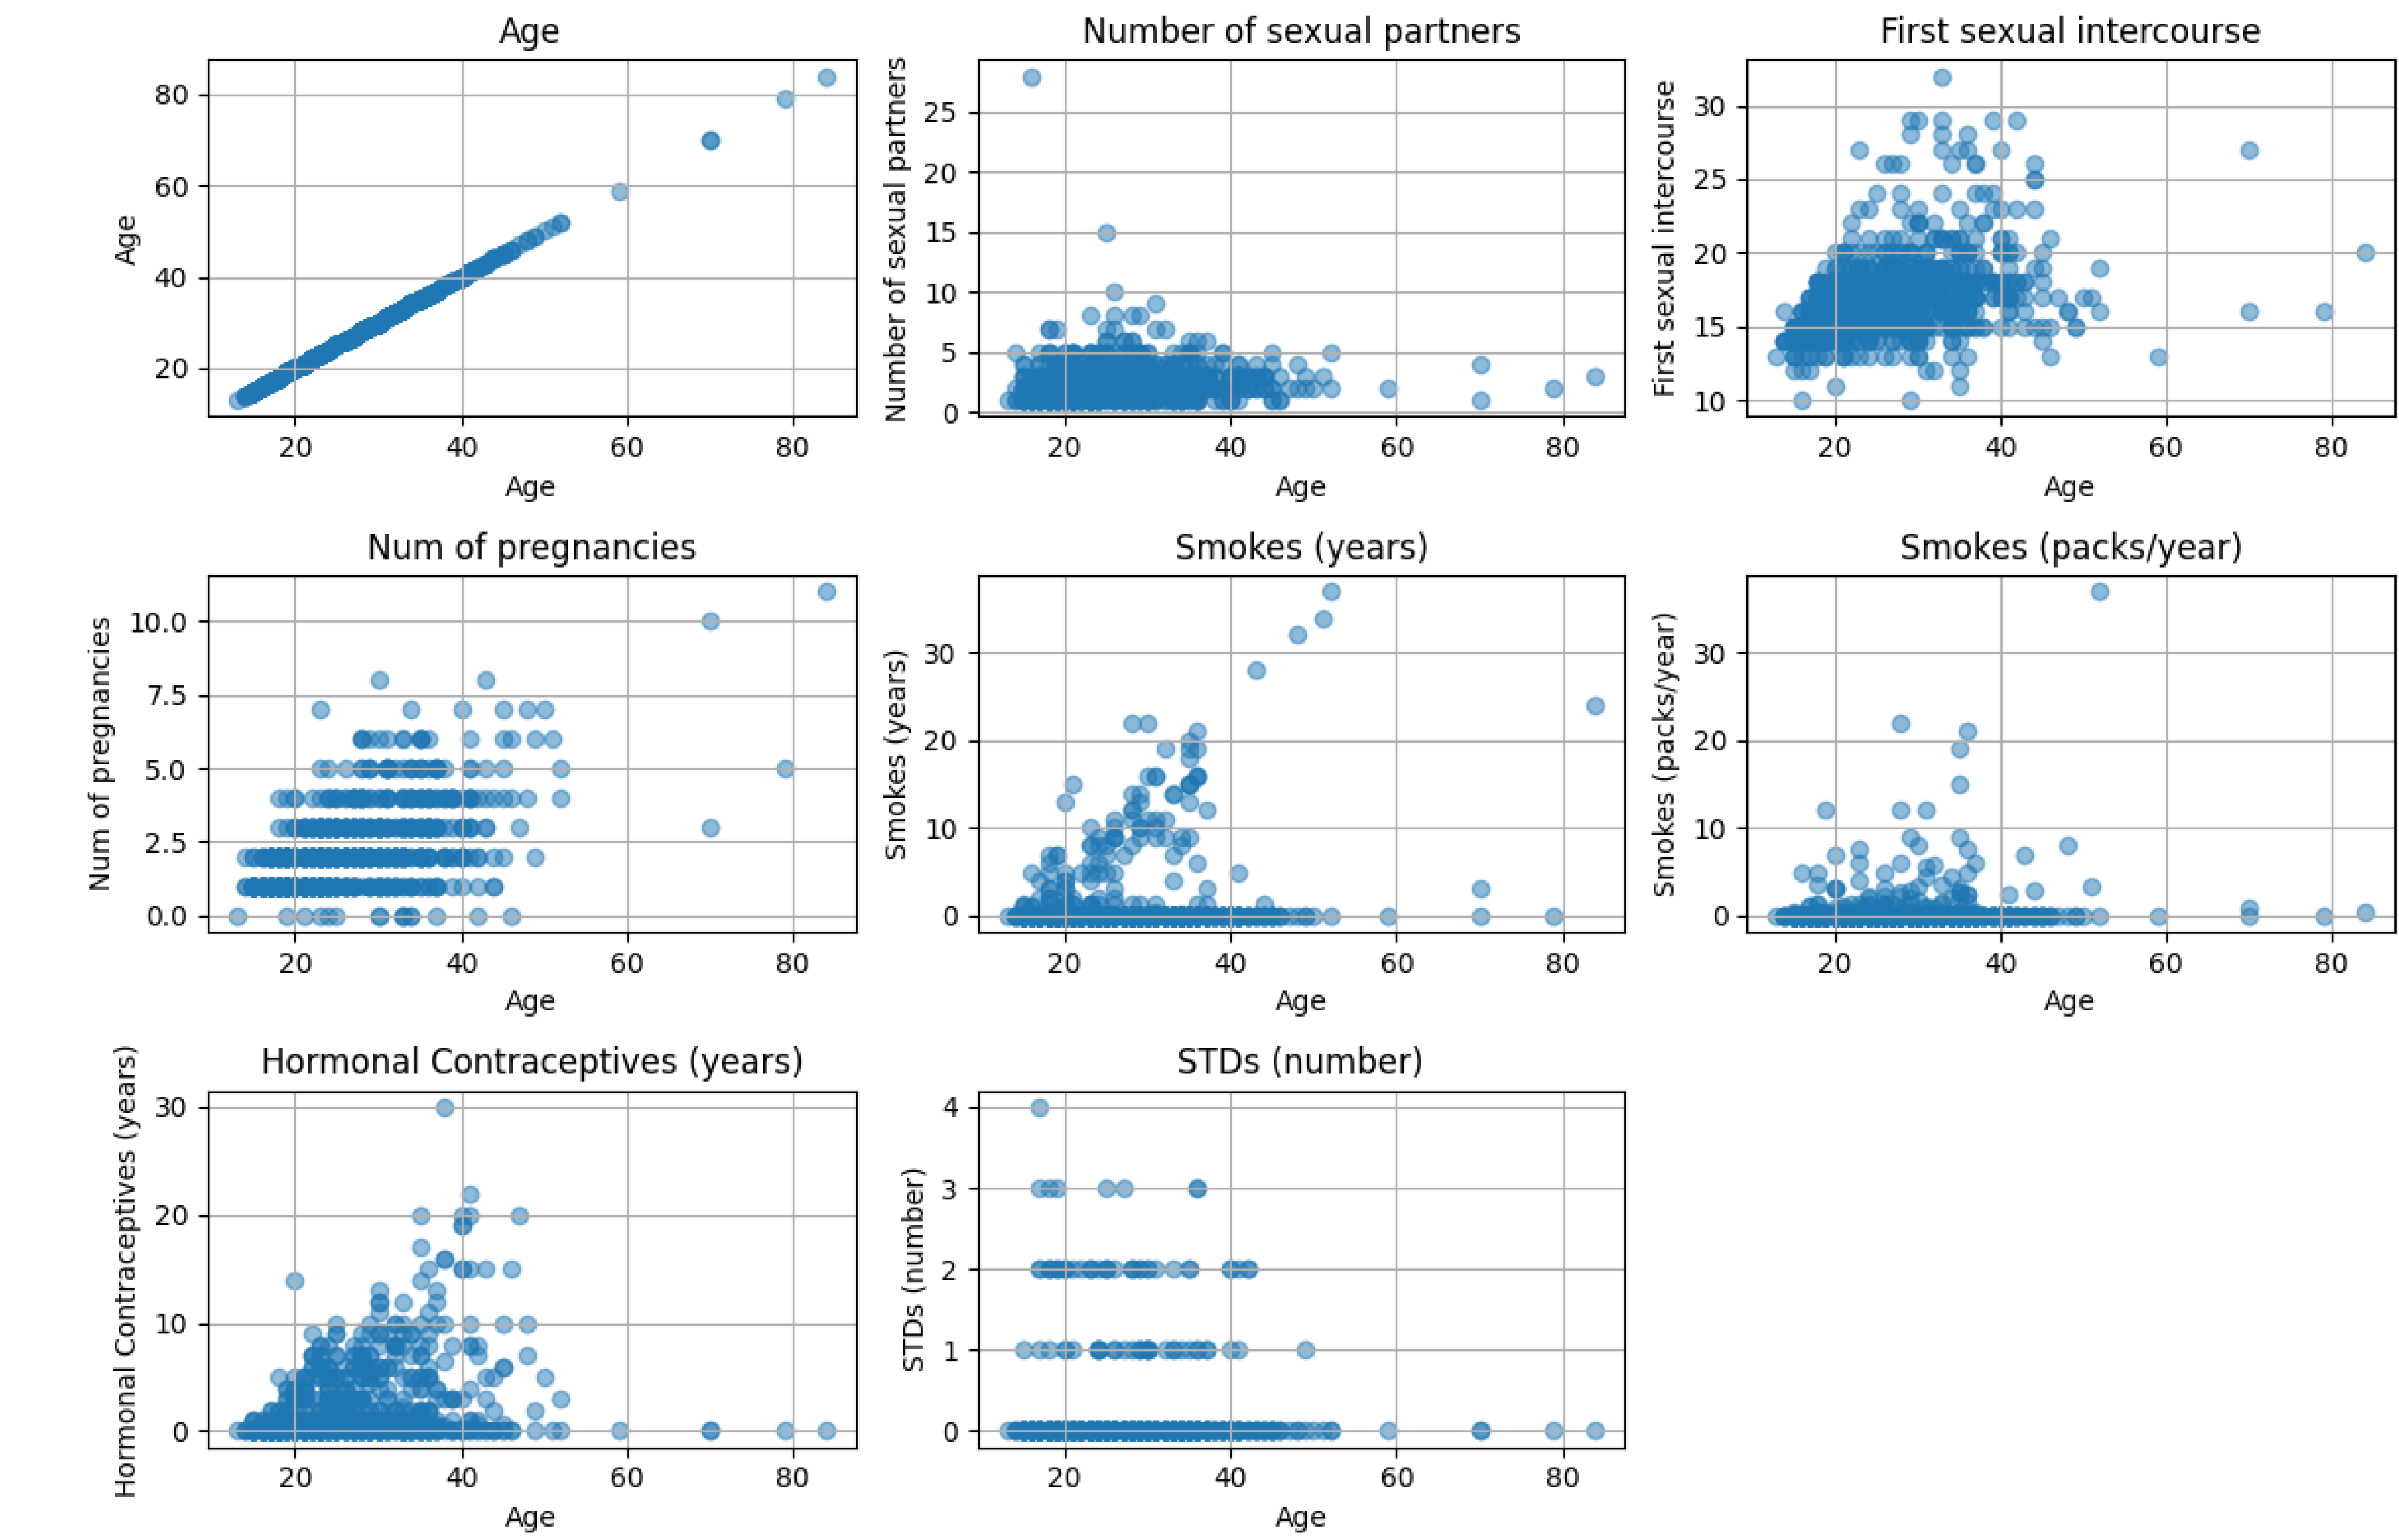 Age
Age
80
60
40
20
20 40 60 80
Age
Number of sexual partners
Number of sexual partners
25
20
15
10
5
0
20 40 60 80
Age
First sexual intercourse
First sexual intercourse
30
25
20
15
10
20 40 60 80
Age
Num of pregnancies
Num of pregnancies
10.0
7.5
5.0
2.5
0.0
20 40 60 80
Age
Smokes (years)
Smokes (years)
30
20
10
0
20 40 60 80
Age
Smokes (packs/year)
Smokes (packs/year)
30
20
10
0
20 40 60 80
Age
Hormonal Contraceptives (years)
Hormonal Contraceptives (years)
30
20
10
0
20 40 60 80
Age
STDs (number)
STDs (number)
4
3
2
1
0
20 40 60 80
Age